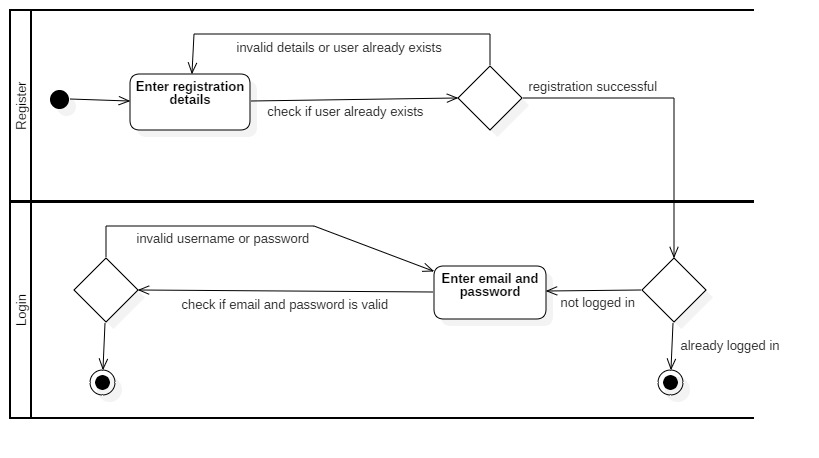 Register
invalid details or user already exists
Enter registration
details
check if user already exists
registration successful
Login
invalid username or password
Enter email and
password
check if email and password is valid
not logged in
already logged in